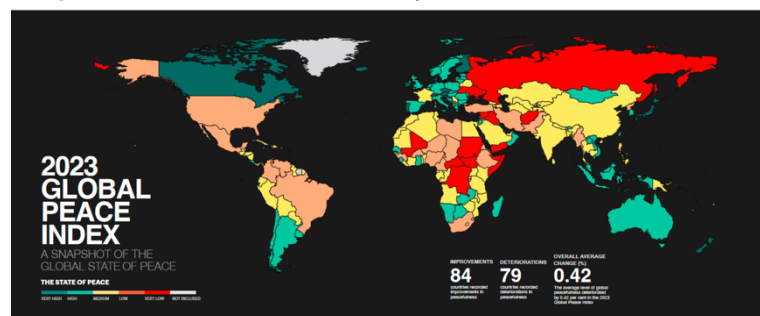 2023
GLOBAL
PEACE
INDEX
A SNAPSHOT OF THE
GLOBAL STATE OF PEACE
THE STATE OF PEACE
VERY HIGH HIGH MEDIUM LOW VERY LOW NOT INCLUDED
IMPROVEMENTS
84
countries recorded
improvements in
peacefulness
DETERIORATIONS
79
countries recorded
deteriorations in
peacefulness
OVERALL AVERAGE
CHANGE (%)
0.42
The average level of global
peacefulness deteriorated
by 0.42 per cent in the 2023
Global Peace Index